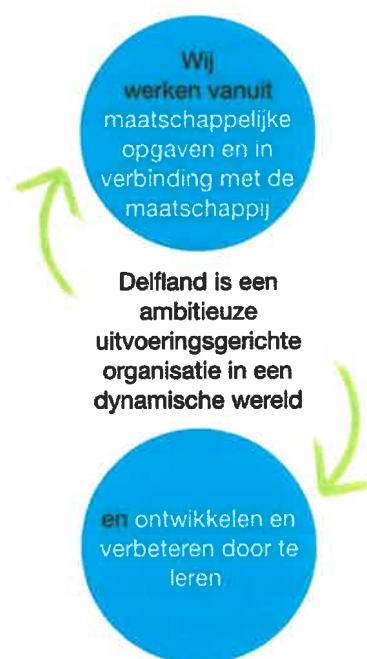 Wij
werken vanuit
maatschappelijke
opgaven en in
verbinding met de
maatschappij
Delfland is een
ambitieuze
uitvoeringsgerichte
organisatie in een
dynamische wereld
en ontwikkelen en
verbeteren door te
leren